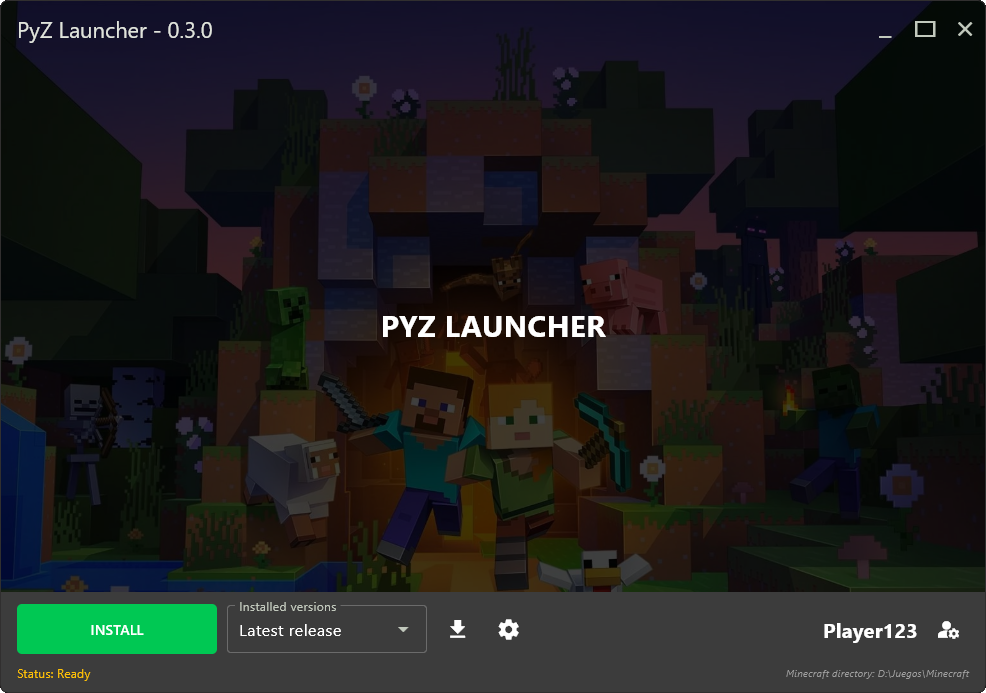 PyZ Launcher - 0.3.0
PYZ LAUNCHER
INSTALL
Installed versions
Latest release
Player123
Status: Ready
Minecraft directory: D:\Juegos\Minecraft